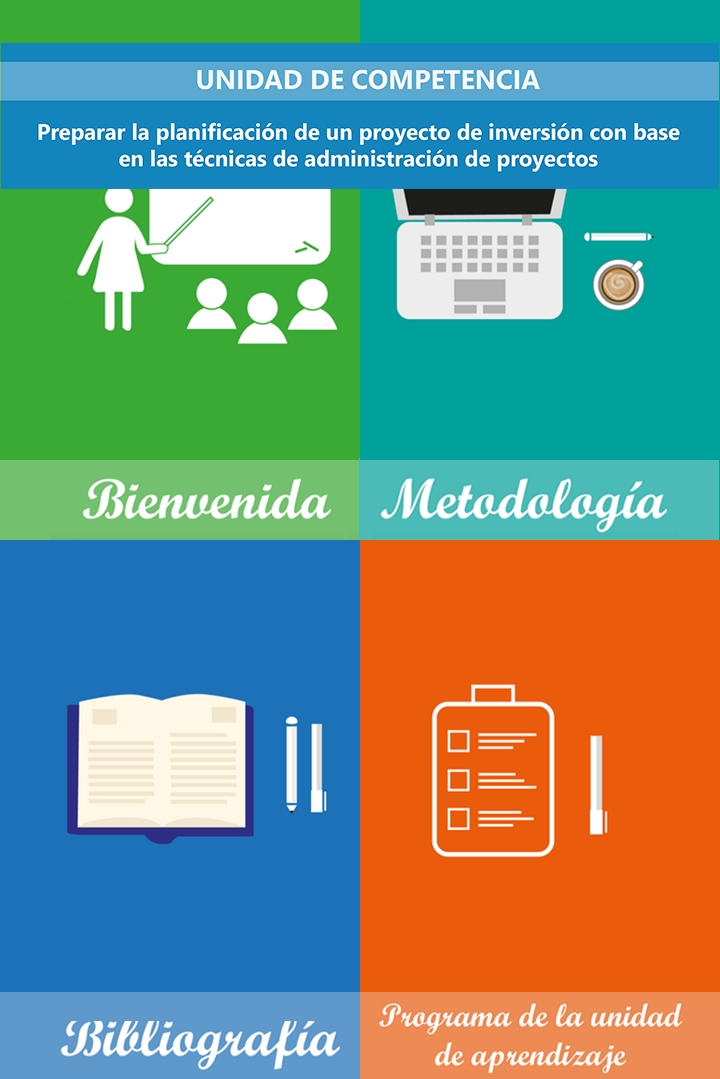 UNIDAD DE COMPETENCIA
Preparar la planificación de un proyecto de inversión con base
en las técnicas de administración de proyectos
Bienvenida
Metodología
Bibliografía
Programa de la unidad
de aprendizaje